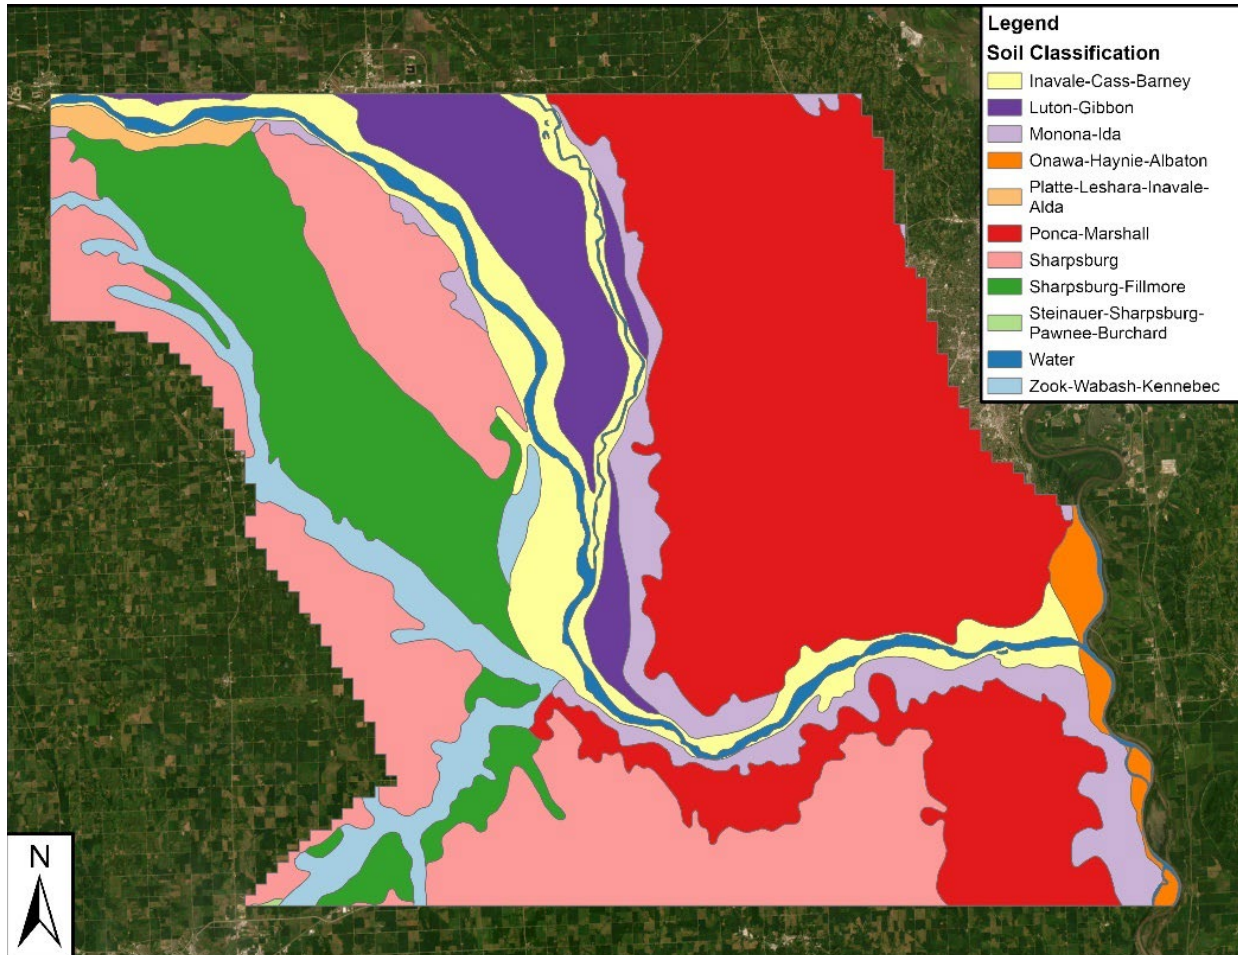 Legend
Soil Classification
Inavale-Cass-Barney
Luton-Gibbon
Monona-Ida
Onawa-Haynie-Albaton
Platte-Leshara-Inavale-
Alda
Ponca-Marshall
Sharpsburg
Sharpsburg-Fillmore
Steinauer-Sharpsburg-
Pawnee-Burchard
Water
Zook-Wabash-Kennebec
N